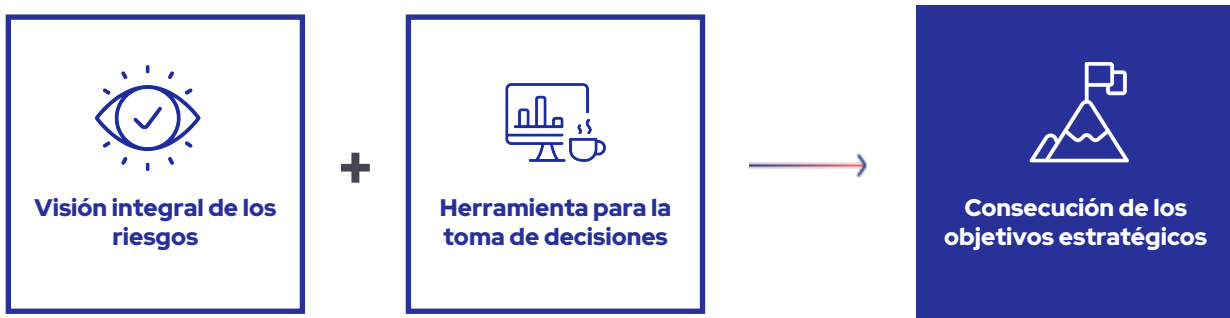 Visión integral de los
riesgos
+
Herramienta para la
toma de decisiones
Consecución de los
objetivos estratégicos